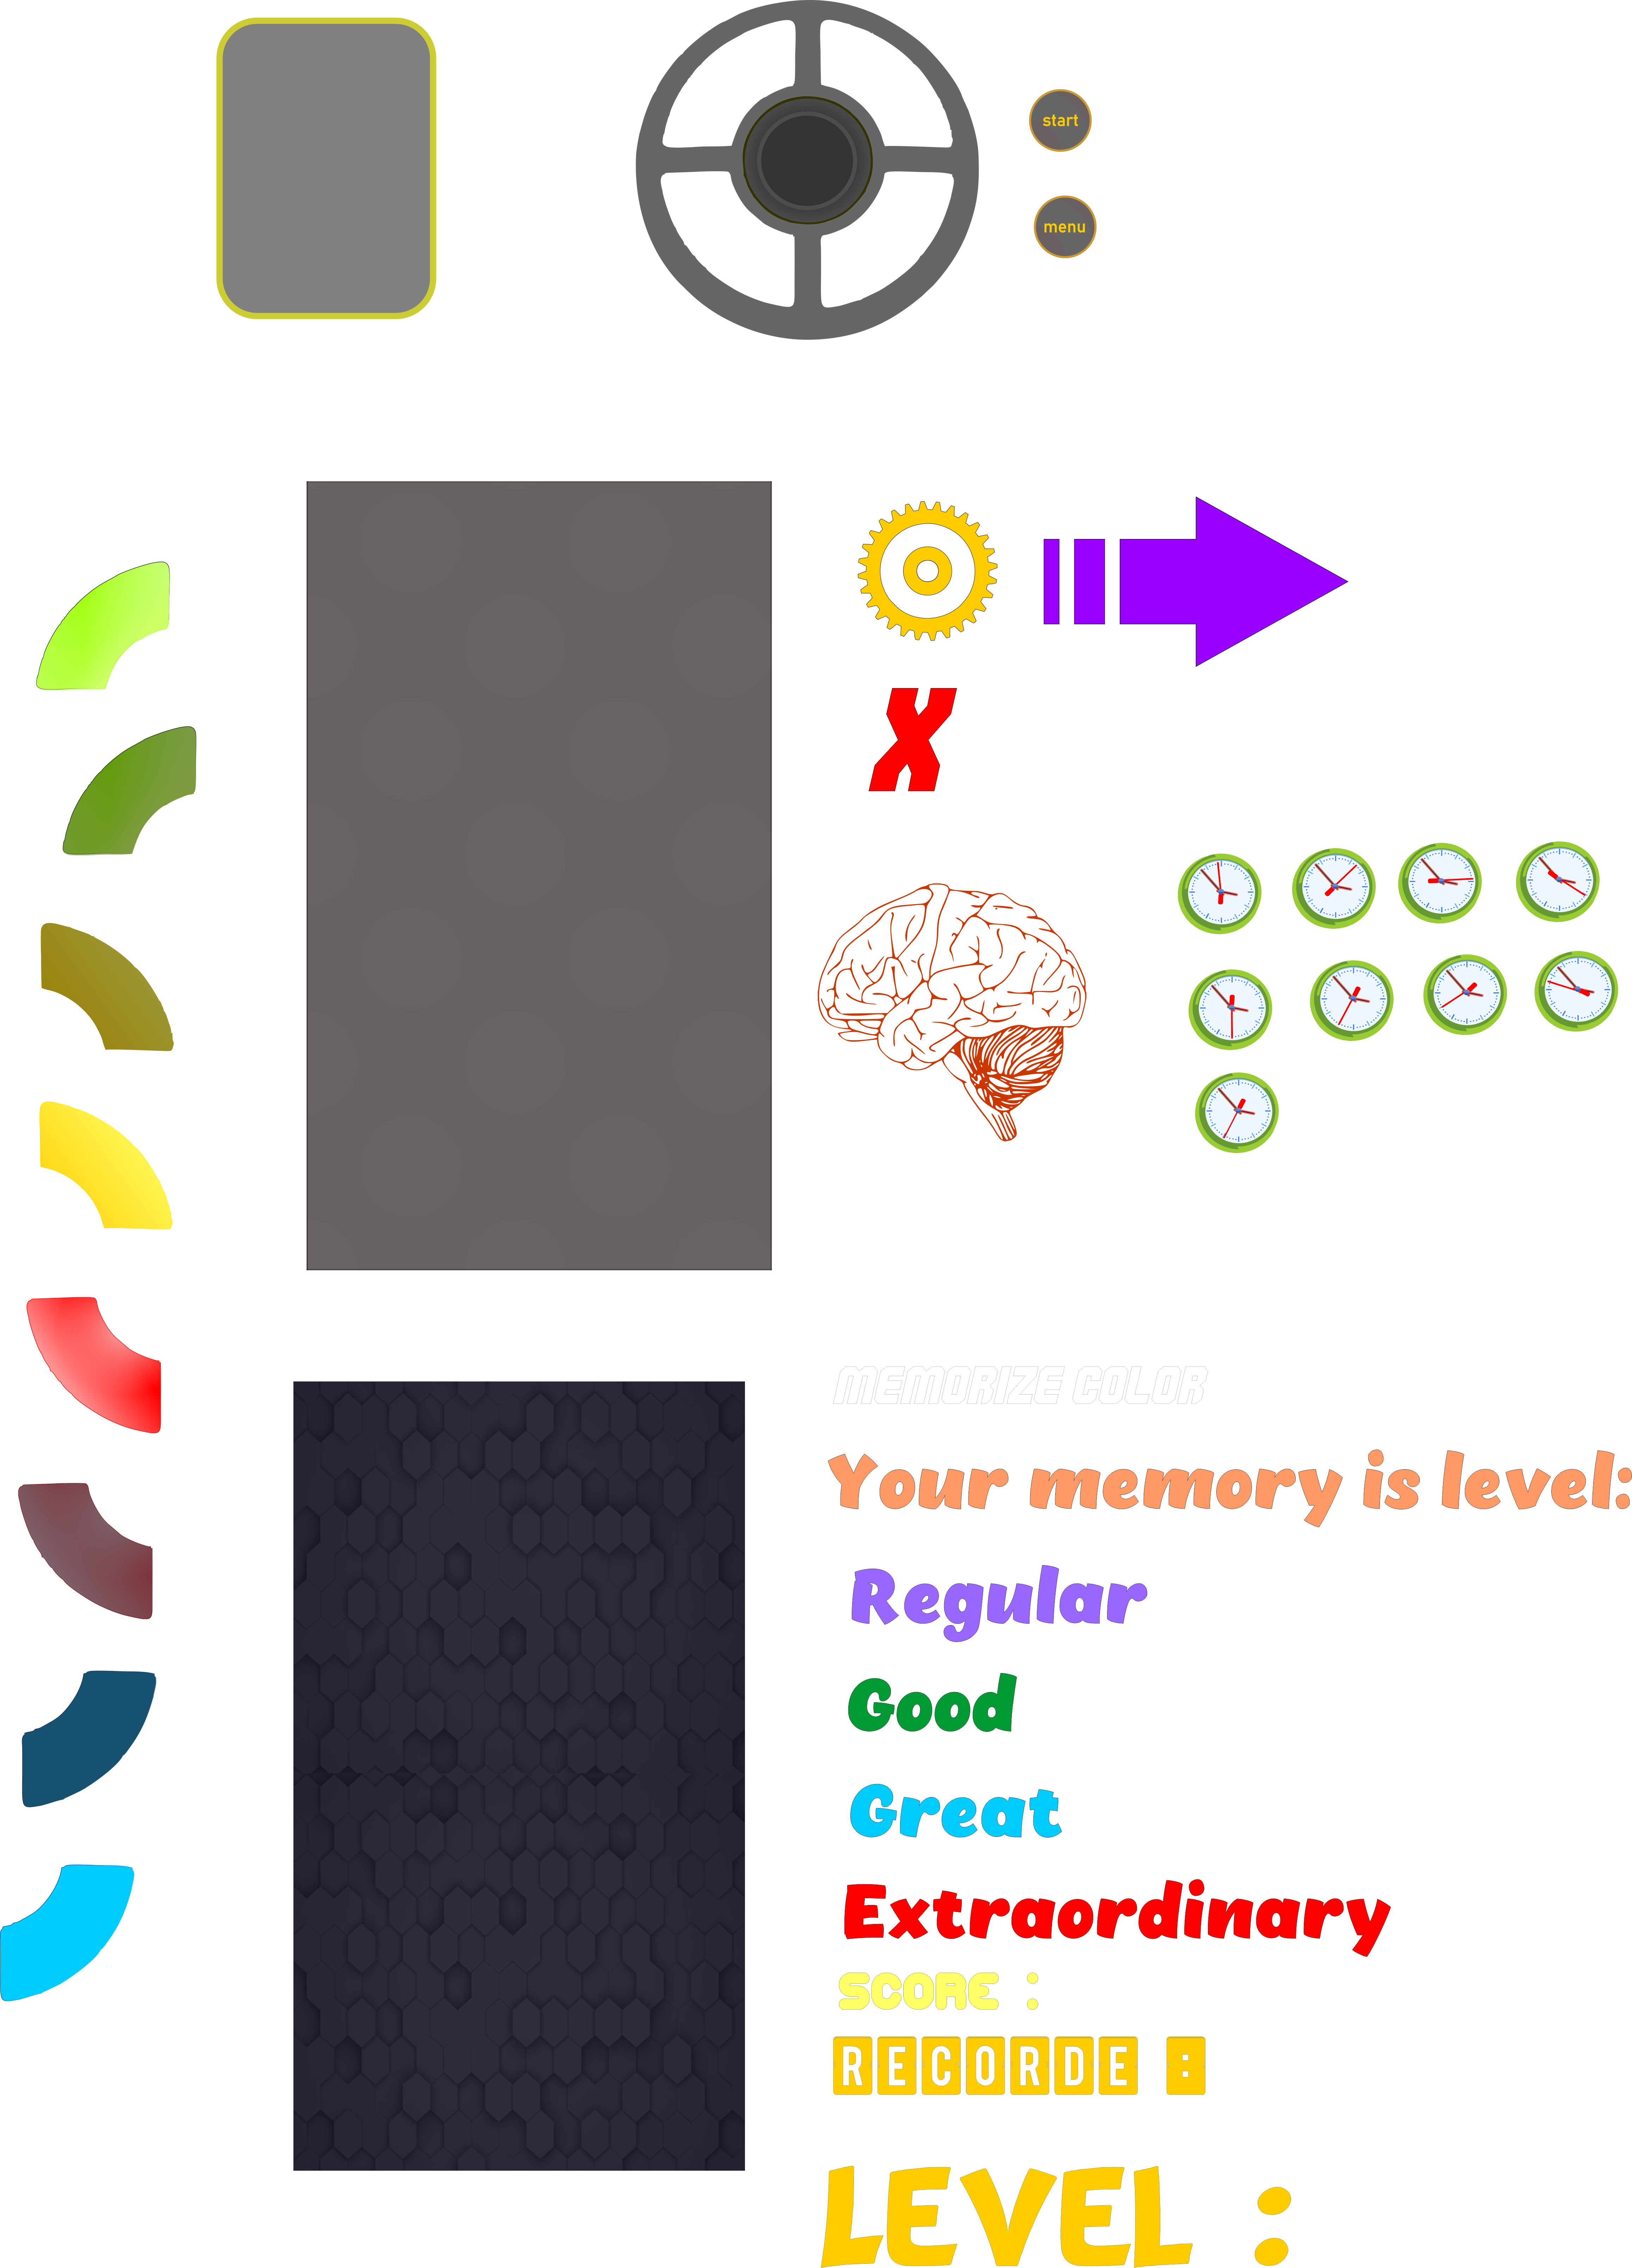 start
menu
X
MEMORIZE COLOR
Your memory is level:
Regular
Good
Great
Extraordinary
SCORE :
RECORDE :
LEVEL :